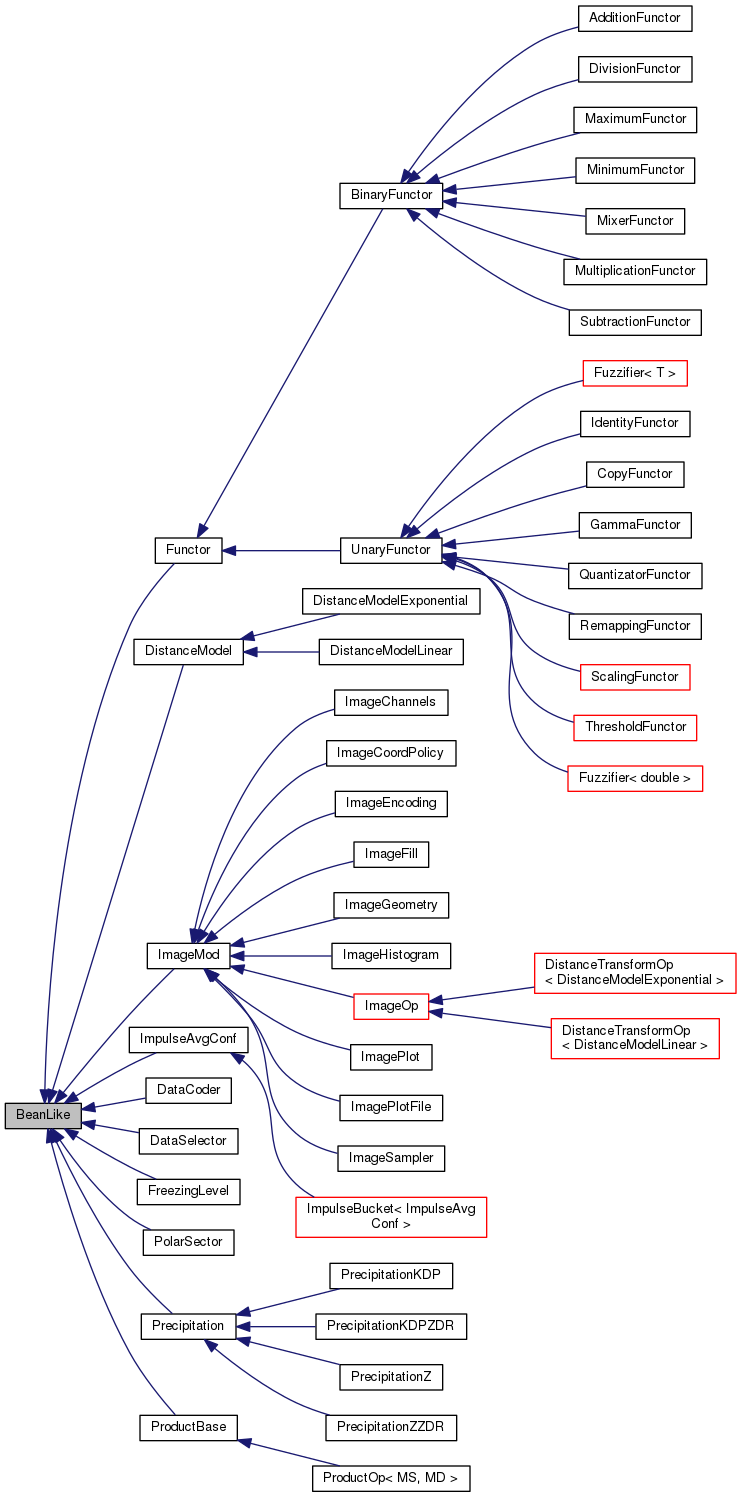 AdditionFunctor
DivisionFunctor
MaximumFunctor
MinimumFunctor
BinaryFunctor
MixerFunctor
MultiplicationFunctor
SubtractionFunctor
Fuzzifier< T >
IdentityFunctor
CopyFunctor
GammaFunctor
Functor
UnaryFunctor
QuantizatorFunctor
DistanceModelExponential
RemappingFunctor
DistanceModel
DistanceModelLinear
ScalingFunctor
ImageChannels
ThresholdFunctor
ImageCoordPolicy
Fuzzifier< double >
ImageEncoding
ImageFill
ImageGeometry
ImageMod
ImageHistogram
DistanceTransformOp
< DistanceModelExponential >
ImageOp
ImpulseAvgConf
DistanceTransformOp
< DistanceModelLinear >
ImagePlot
DataCoder
ImagePlotFile
BeanLike
DataSelector
ImageSampler
FreezingLevel
ImpulseBucket< ImpulseAvg
Conf >
PolarSector
PrecipitationKDP
Precipitation
PrecipitationKDPZDR
PrecipitationZ
ProductBase
PrecipitationZZDR
ProductOp< MS, MD >